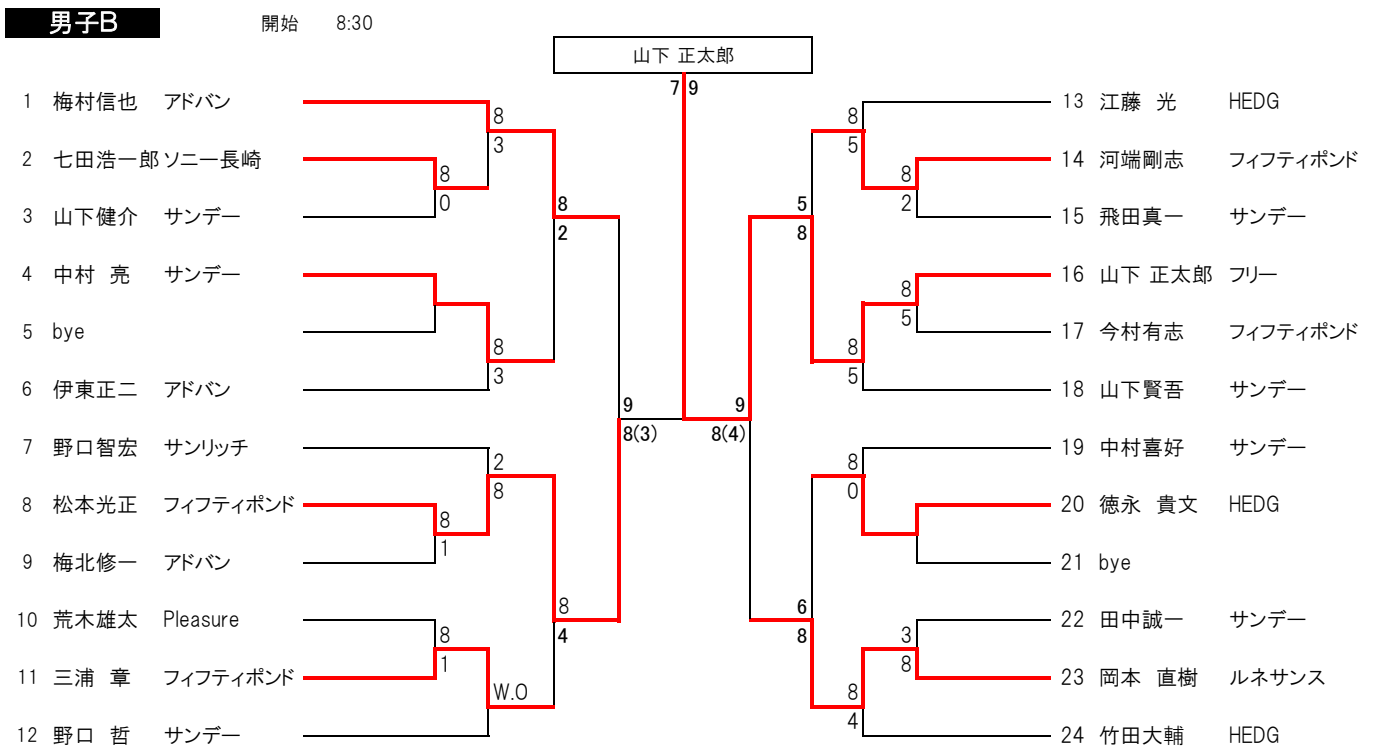 男子B 開始 8:30
山下 正太郎
7 9
1 梅村信也 アドバン
8
3
2 七田浩一郎 ソニー長崎
8
0
3 山下健介 サンデー
8
2
4 中村 亮 サンデー
5 bye
8
3
6 伊東正二 アドバン
9
8(3)
7 野口智宏 サンリッチ
2
8
8 松本光正 フィフティポンド
8
1
9 梅北修一 アドバン
8
4
10 荒木雄太 Pleasure
8
1
11 三浦 章 フィフティポンド
W.O
12 野口 哲 サンデー
13 江藤 光 HEDG
8
5
14 河端剛志 フィフティポンド
8
2
15 飛田真一 サンデー
5
8
16 山下 正太郎 フリー
8
5
17 今村有志 フィフティポンド
8
5
18 山下賢吾 サンデー
9
8(4)
19 中村喜好 サンデー
8
0
20 徳永 貴文 HEDG
21 bye
6
8
22 田中誠一 サンデー
3
8
23 岡本 直樹 ルネサンス
8
4
24 竹田大輔 HEDG